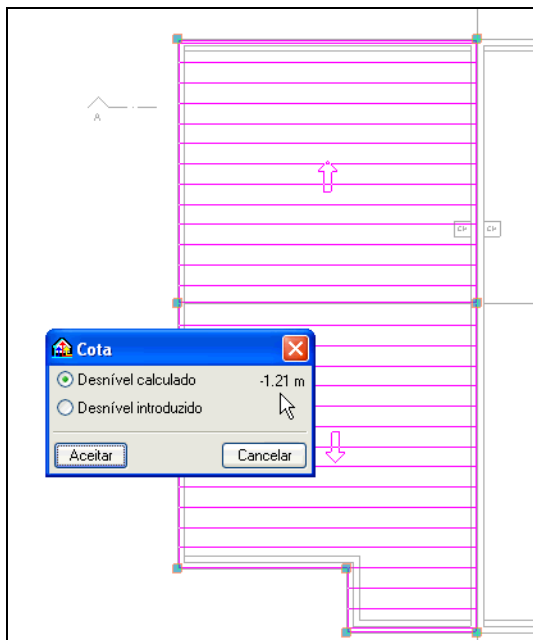 A
Cota
Desnível calculado -1.21 m
Desnível introduzido
Aceitar Cancelar